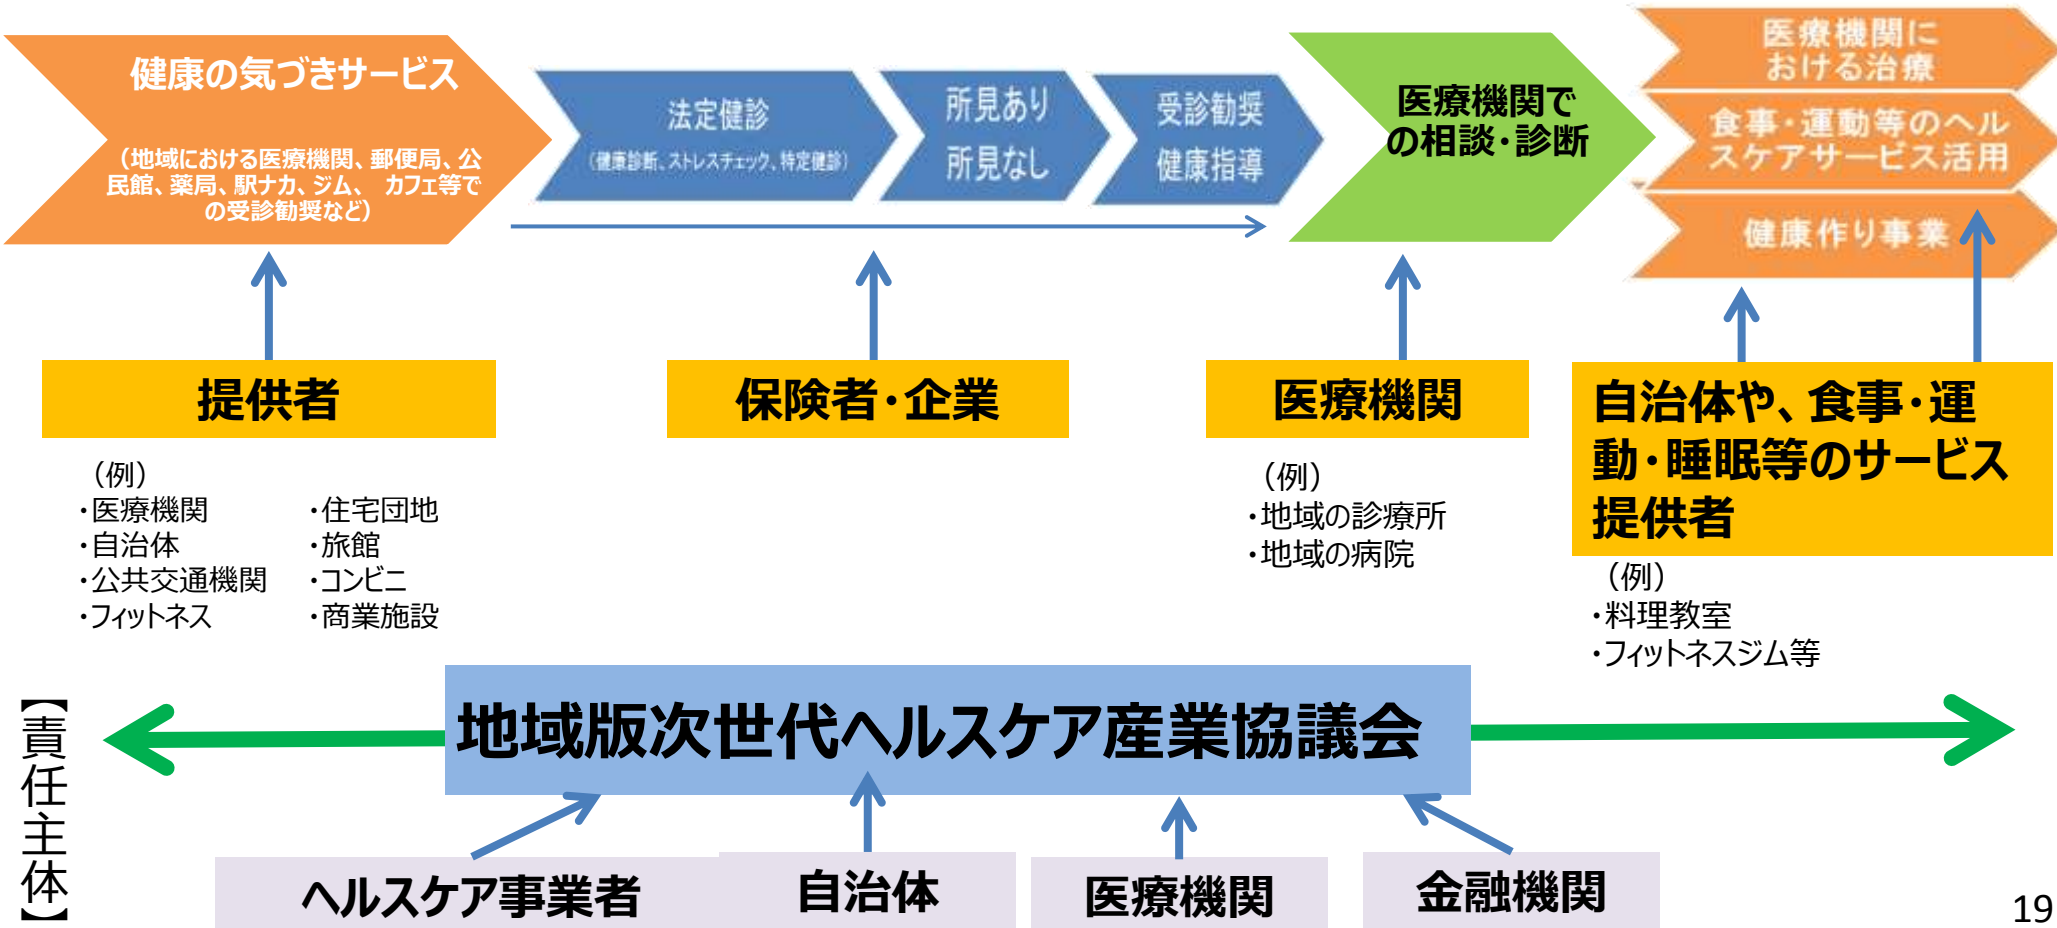 健康の気づきサービス
（地域における医療機関、郵便局、公
民館、薬局、駅ナカ、ジム、 カフェ等で
の受診勧奨など）
法定健診
（健康診断、ストレスチェック、特定健診）
所見あり
所見なし
受診勧奨
健康指導
医療機関で
の相談・診断
医療機関に
おける治療
食事・運動等のヘル
スケアサービス活用
健康作り事業
提供者
（例）
・医療機関
・自治体
・公共交通機関
・フィットネス
・住宅団地
・旅館
・コンビニ
・商業施設
保険者・企業
医療機関
（例）
・地域の診療所
・地域の病院
自治体や、食事・運
動・睡眠等のサービス
提供者
（例）
・料理教室
・フィットネスジム等
【責任主体】
地域版次世代ヘルスケア産業協議会
ヘルスケア事業者
自治体
医療機関
金融機関
19